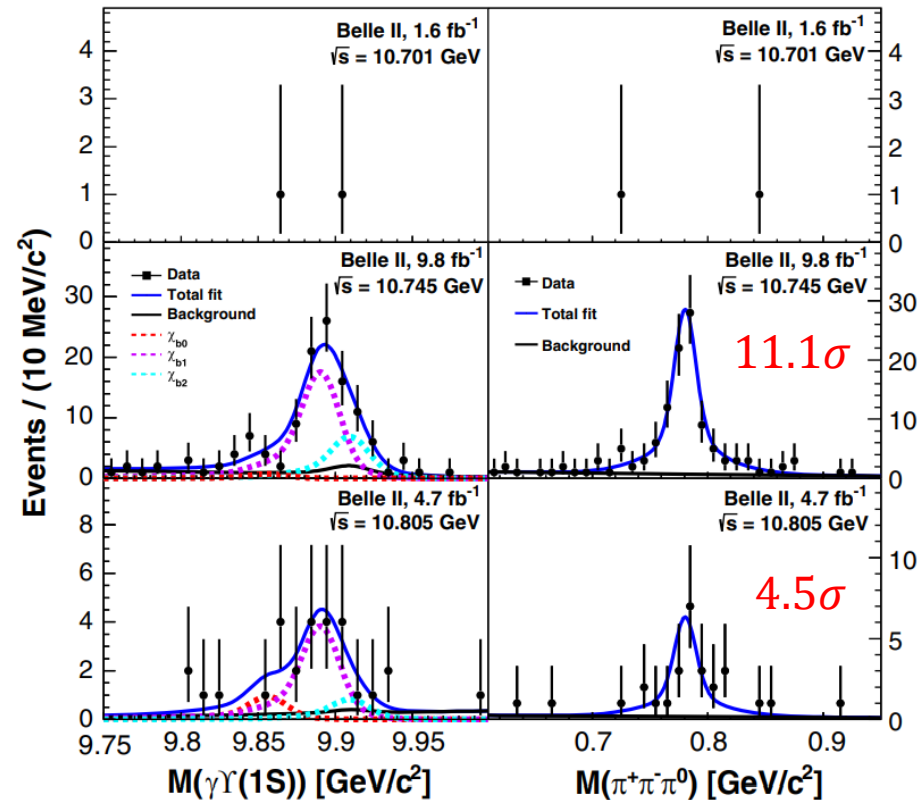 Belle II, 1.6 fb⁻¹
√s = 10.701 GeV
4
3
2
1
0
Belle II, 1.6 fb⁻¹
√s = 10.701 GeV
4
3
2
1
0
Events / (10 MeV/c²)
Belle II, 9.8 fb⁻¹
√s = 10.745 GeV
Data
Total fit
Background
χb0
χb1
χb2
30
20
10
0
Belle II, 9.8 fb⁻¹
√s = 10.745 GeV
Data
Total fit
Background
11.1σ
30
20
10
0
Belle II, 4.7 fb⁻¹
√s = 10.805 GeV
8
6
4
2
0
Belle II, 4.7 fb⁻¹
√s = 10.805 GeV
4.5σ
10
5
0
9.75 9.8 9.85 9.9 9.95
0.7 0.8 0.9
M(γΥ(1S)) [GeV/c²]
M(π⁺π⁻π⁰) [GeV/c²]